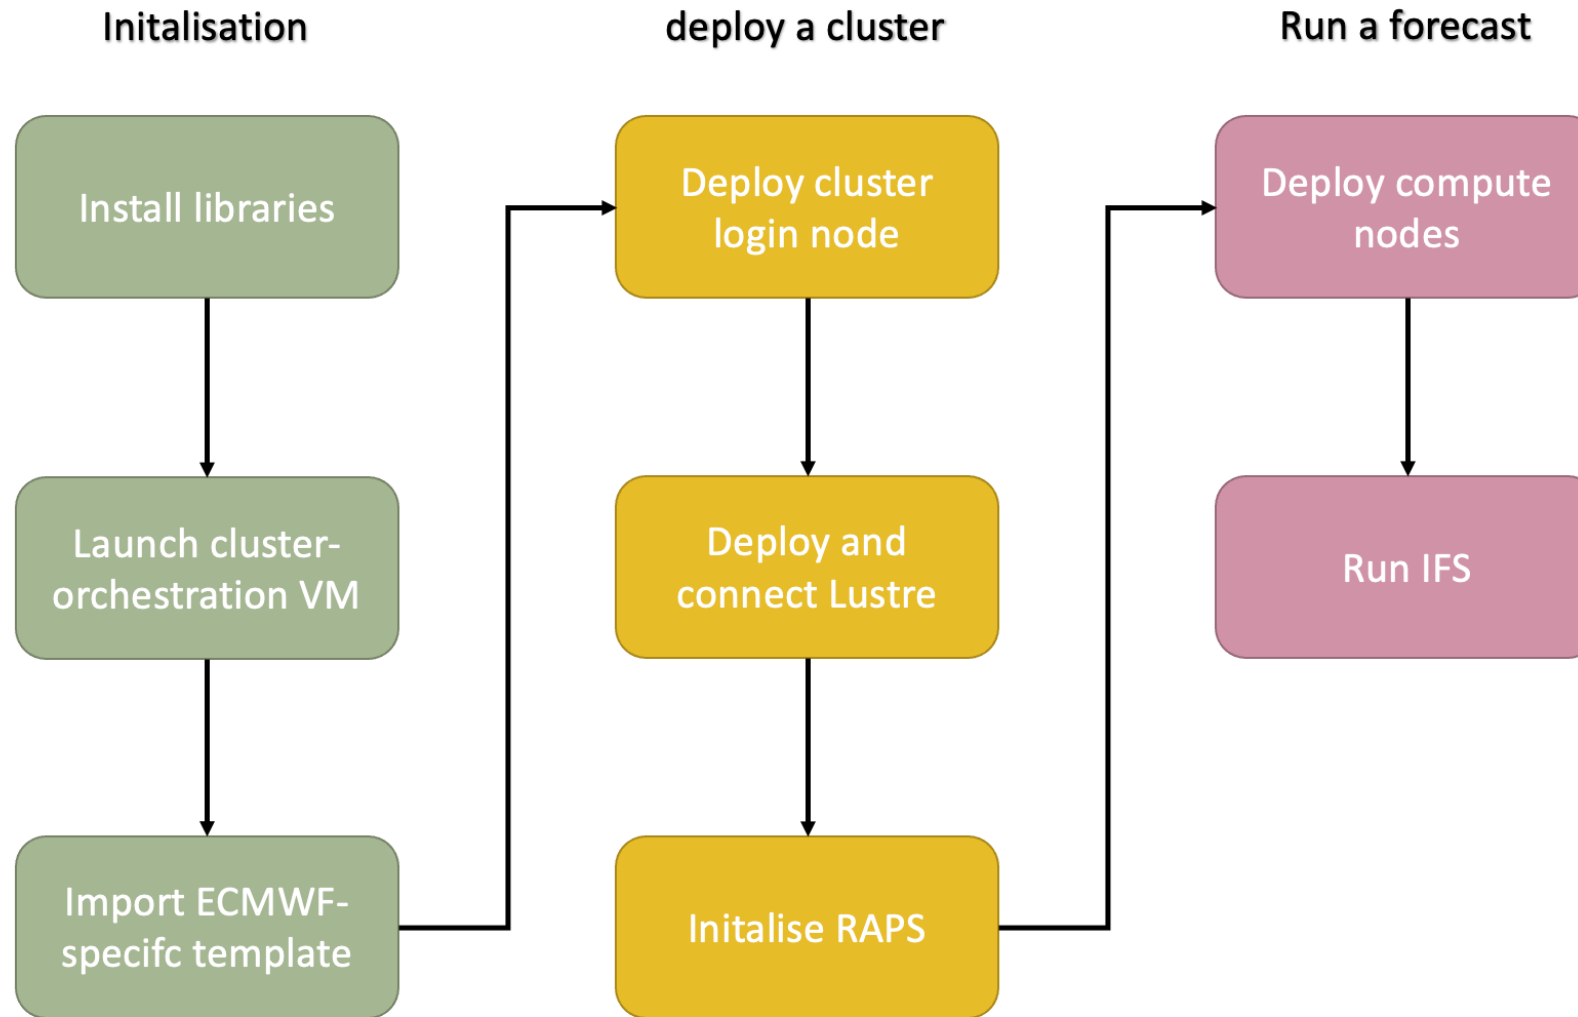 Initalisation
Install libraries
Launch cluster-
orchestration VM
Import ECMWF-
specifc template
deploy a cluster
Deploy cluster
login node
Deploy and
connect Lustre
Initalise RAPS
Run a forecast
Deploy compute
nodes
Run IFS